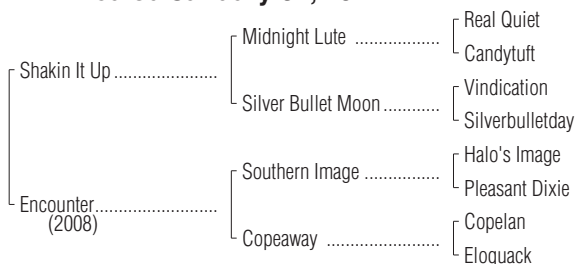 Real Quiet
Midnight Lute ..................
Candytuft
Shakin It Up ......................
Vindication
Silver Bullet Moon ............
Silverbulletday
Halo's Image
Southern Image ................
Pleasant Dixie
Encounter..........................
(2008)
Copelan
Copeaway ........................
Eloquack